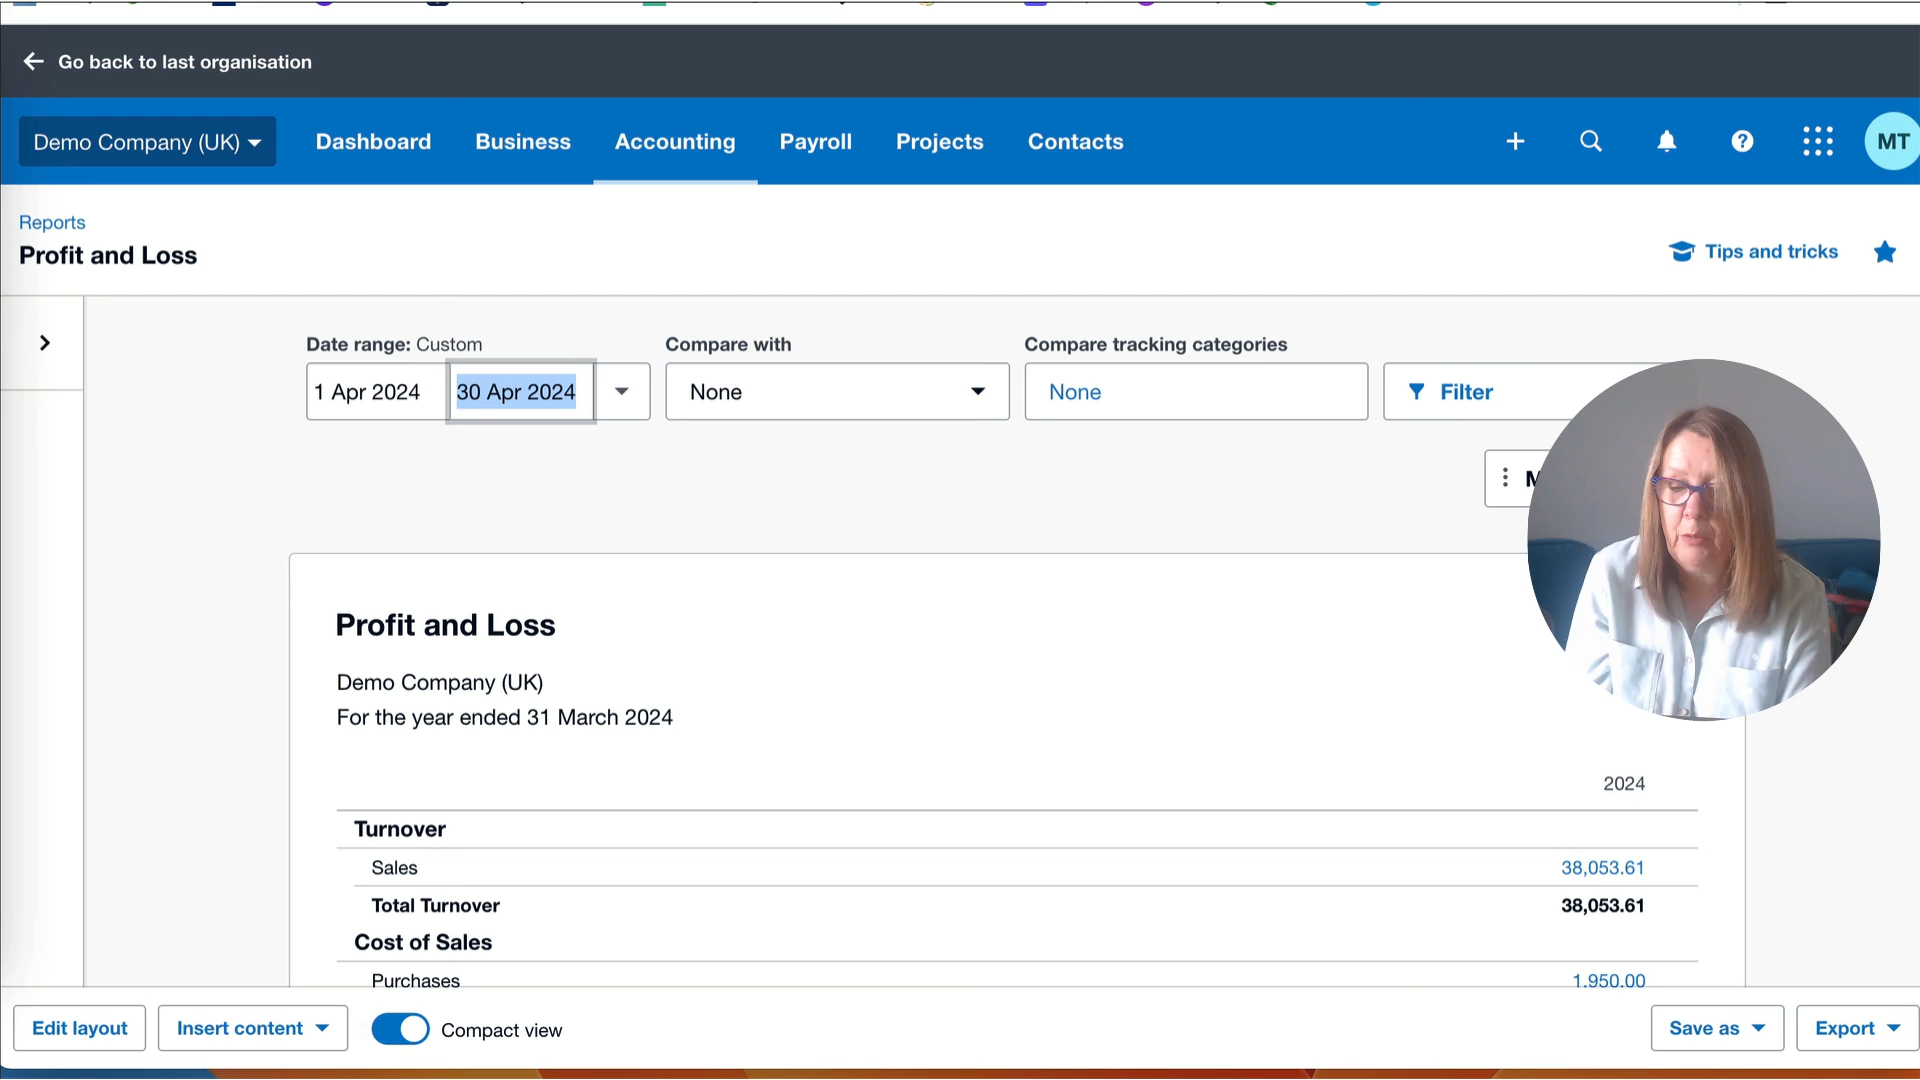 Go back to last organisation
Demo Company (UK) Dashboard Business Accounting Payroll Projects Contacts MT
Reports
Profit and Loss
Tips and tricks
Date range: Custom Compare with Compare tracking categories
1 Apr 2024 30 Apr 2024 None None Filter
Profit and Loss
Demo Company (UK)
For the year ended 31 March 2024
2024
Turnover
Sales 38,053.61
Total Turnover 38,053.61
Cost of Sales
Purchases 1,950.00
Edit layout Insert content Compact view Save as Export